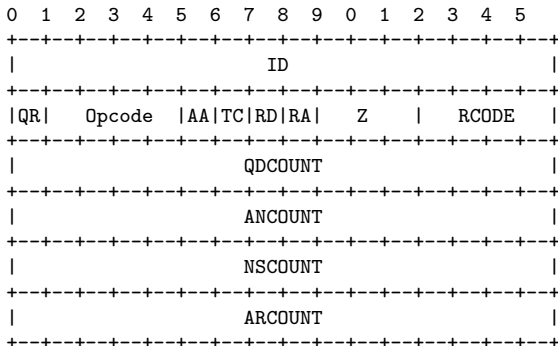 0 1 2 3 4 5 6 7 8 9 0 1 2 3 4 5
+--+--+--+--+--+--+--+--+--+--+--+--+--+--+--+--+
| ID |
+--+--+--+--+--+--+--+--+--+--+--+--+--+--+--+--+
|QR| Opcode |AA|TC|RD|RA| Z | RCODE |
+--+--+--+--+--+--+--+--+--+--+--+--+--+--+--+--+
| QDCOUNT |
+--+--+--+--+--+--+--+--+--+--+--+--+--+--+--+--+
| ANCOUNT |
+--+--+--+--+--+--+--+--+--+--+--+--+--+--+--+--+
| NSCOUNT |
+--+--+--+--+--+--+--+--+--+--+--+--+--+--+--+--+
| ARCOUNT |
+--+--+--+--+--+--+--+--+--+--+--+--+--+--+--+--+